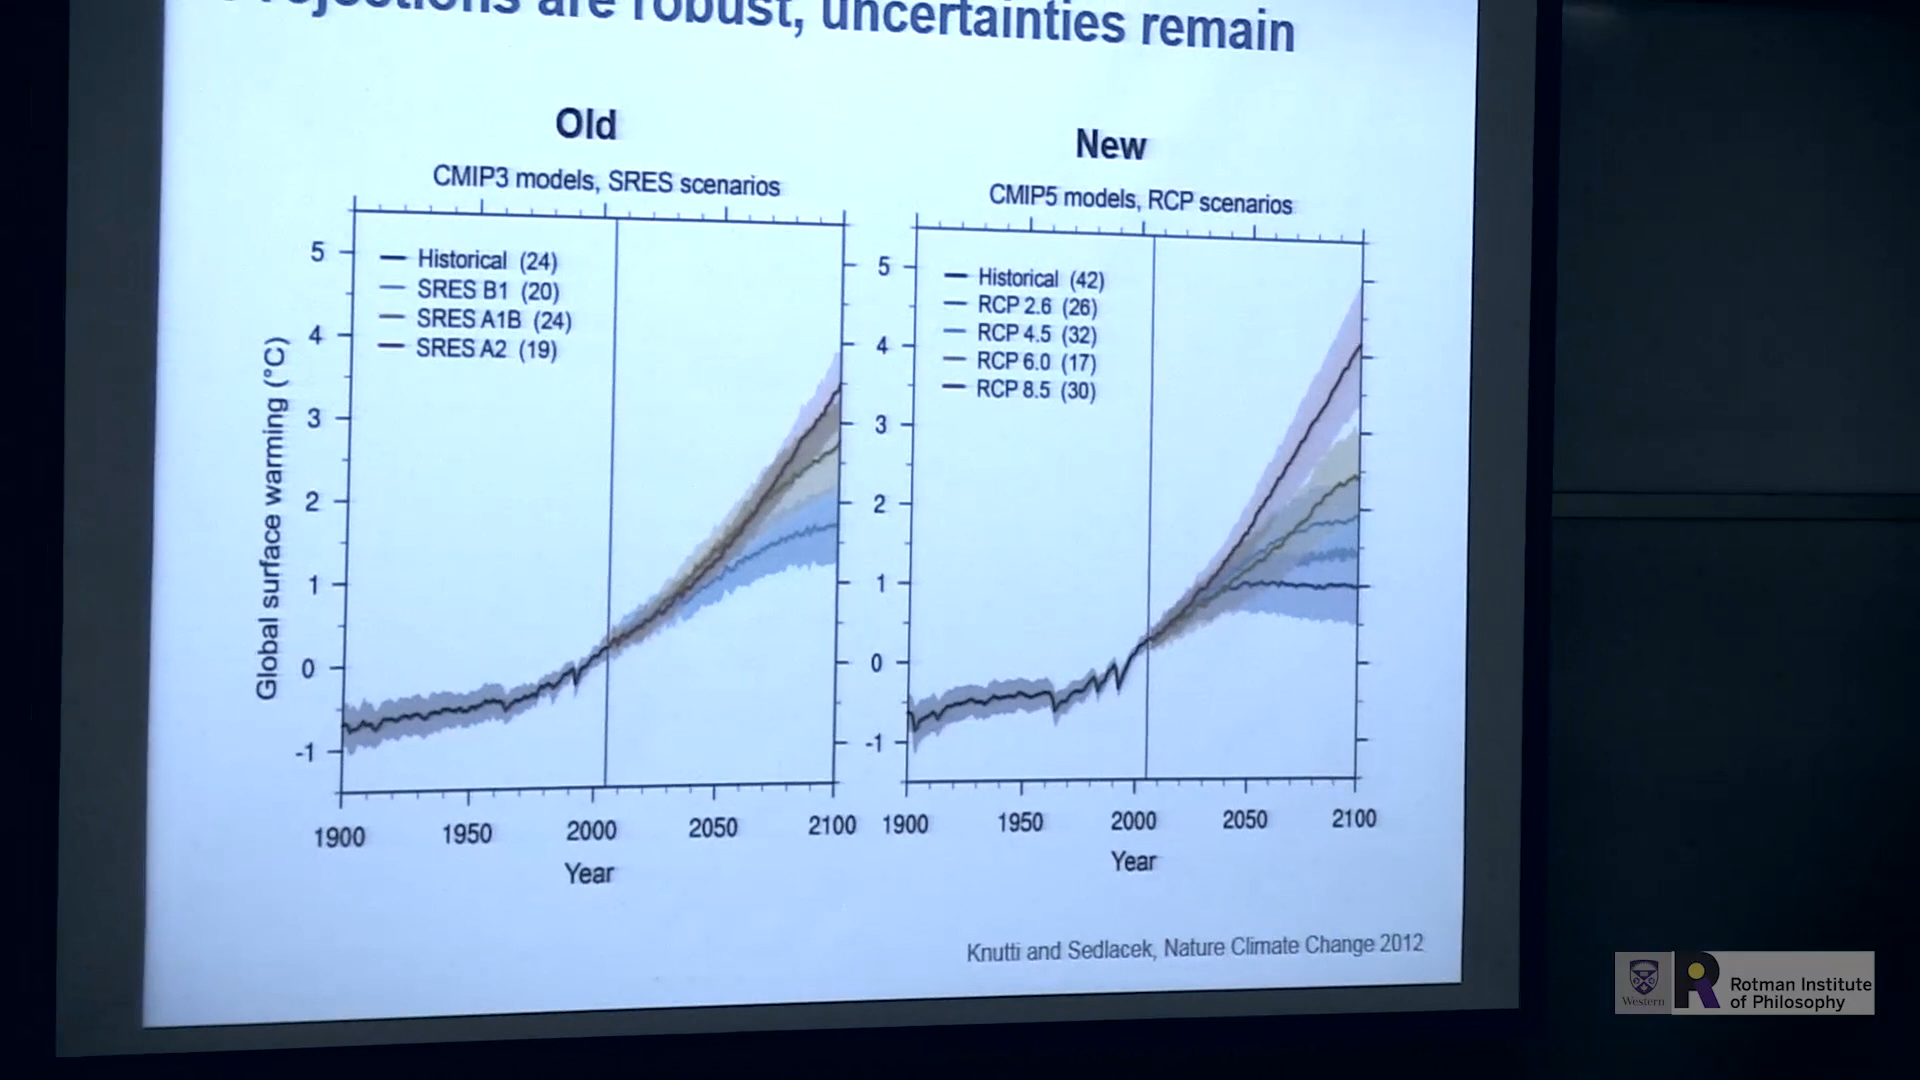 are robust, uncertainties remain
Old
CMIP3 models, SRES scenarios
5
4
3
2
1
0
-1
Historical (24)
SRES B1 (20)
SRES A1B (24)
SRES A2 (19)
Global surface warming (°C)
1900 1950 2000 2050 2100
Year
New
CMIP5 models, RCP scenarios
5
4
3
2
1
0
-1
Historical (42)
RCP 2.6 (26)
RCP 4.5 (32)
RCP 6.0 (17)
RCP 8.5 (30)
1900 1950 2000 2050 2100
Year
Knutti and Sedlacek, Nature Climate Change 2012
Western
Rotman Institute
of Philosophy